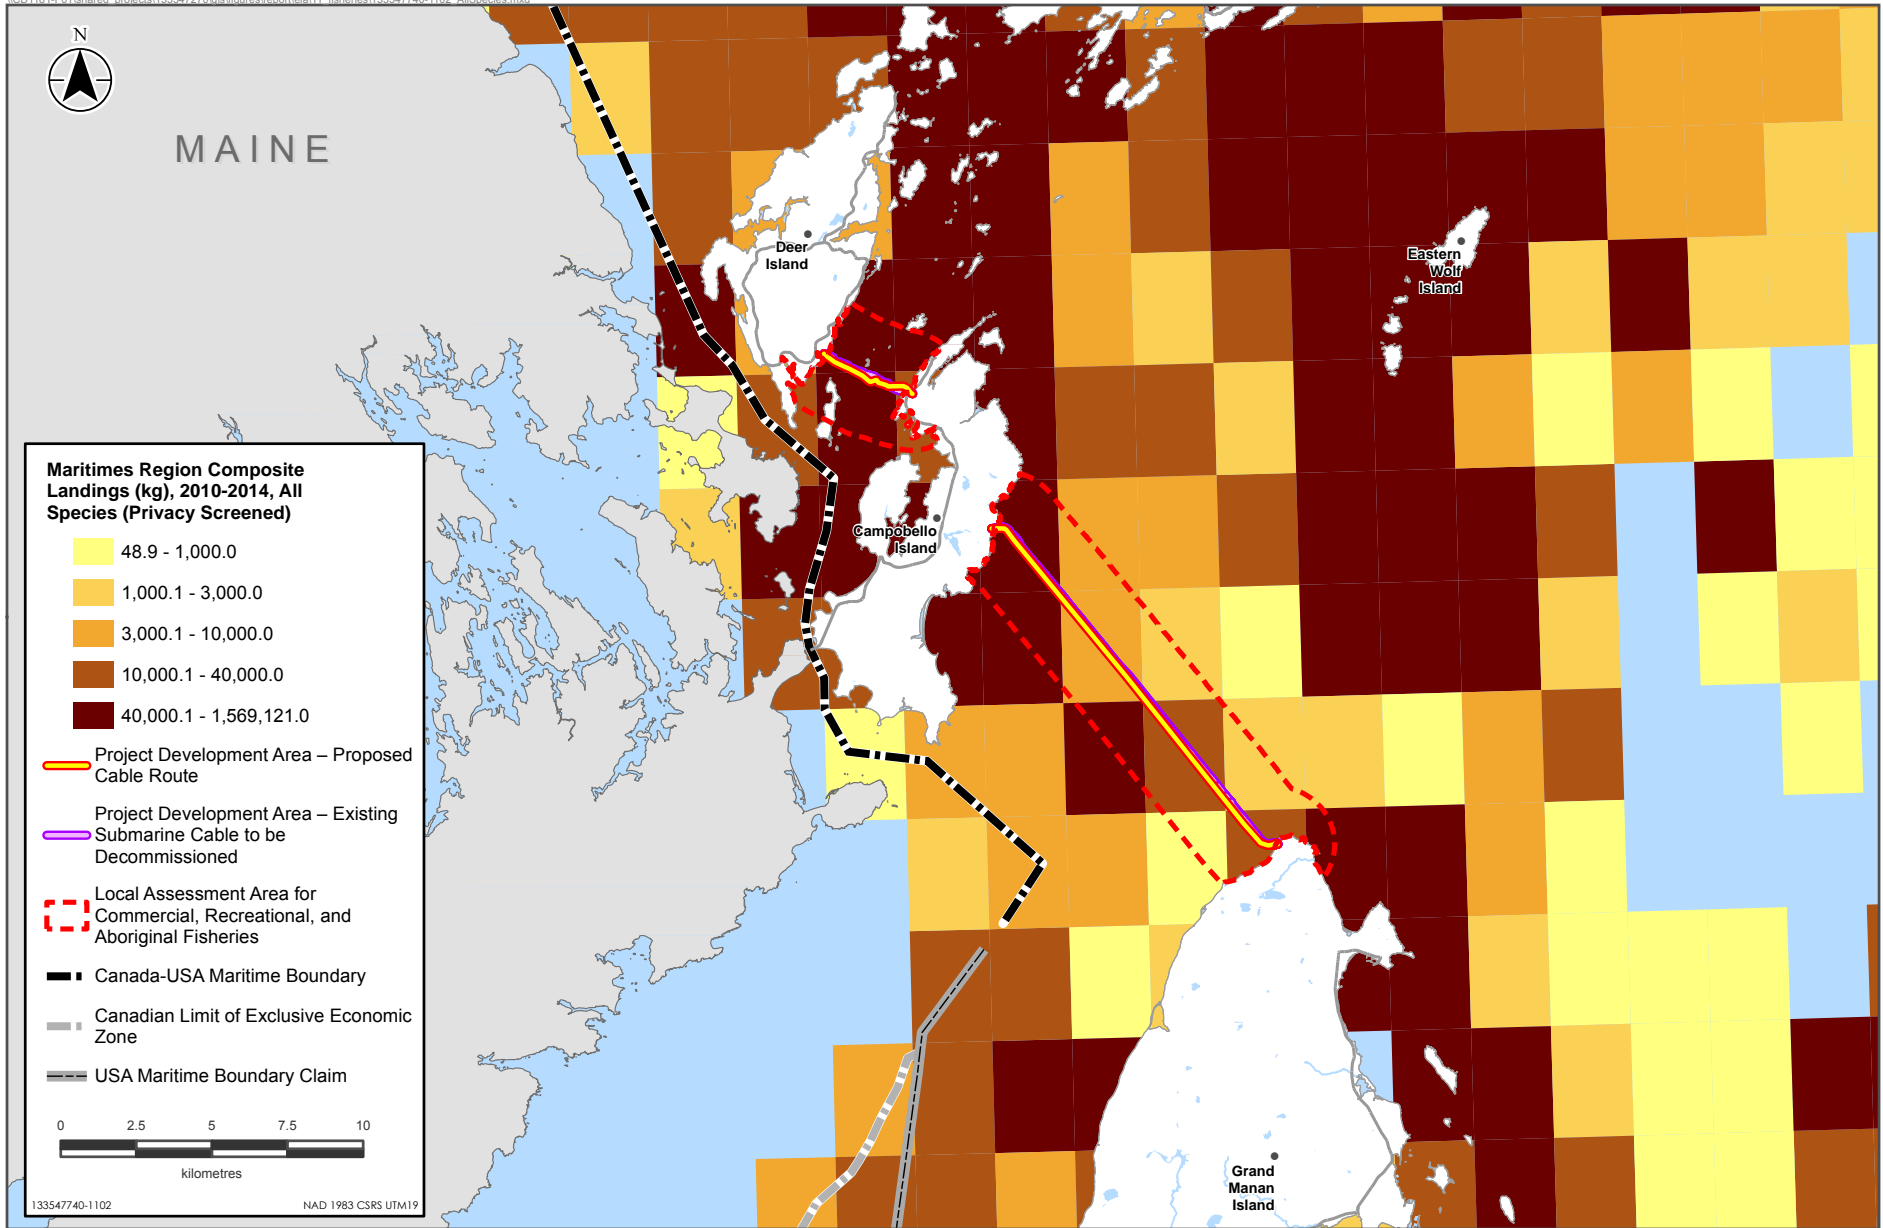 N
MAINE
Deer
Island
Eastern
Wolf
Island
Campobello
Island
Grand
Manan
Island
Maritimes Region Composite
Landings (kg), 2010-2014, All
Species (Privacy Screened)
48.9 - 1,000.0
1,000.1 - 3,000.0
3,000.1 - 10,000.0
10,000.1 - 40,000.0
40,000.1 - 1,569,121.0
Project Development Area – Proposed
Cable Route
Project Development Area – Existing
Submarine Cable to be
Decommissioned
Local Assessment Area for
Commercial, Recreational, and
Aboriginal Fisheries
Canada-USA Maritime Boundary
Canadian Limit of Exclusive Economic
Zone
USA Maritime Boundary Claim
0 2.5 5 7.5 10
kilometres
133547740-1102 NAD 1983 CSRS UTM19